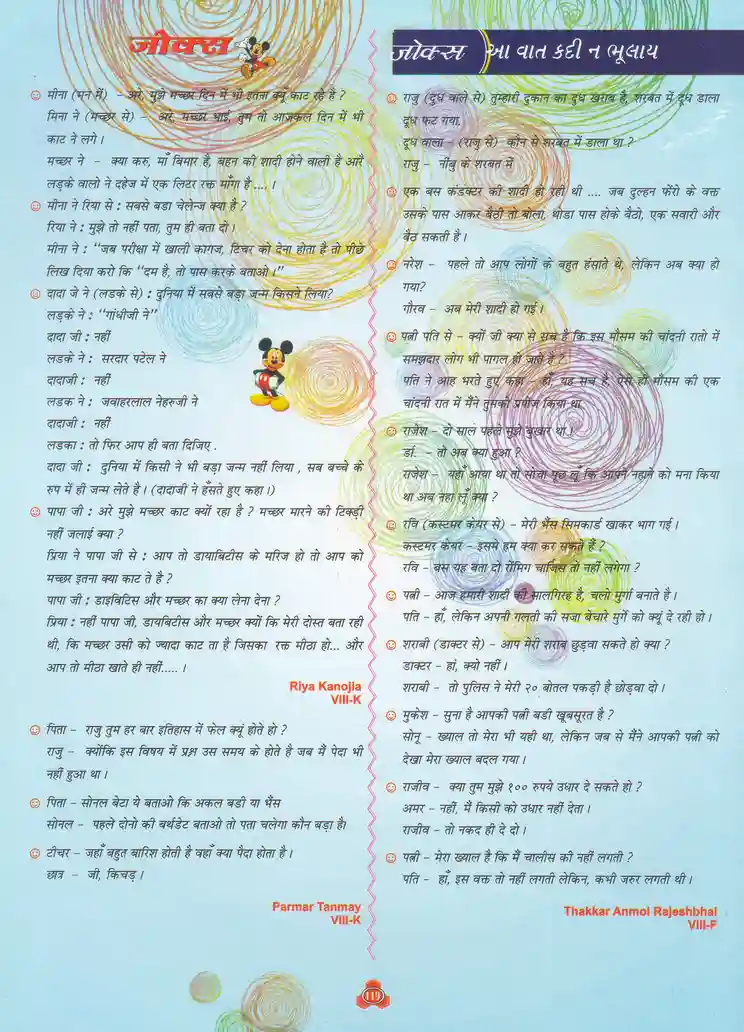 जोक्स
मीना (मन में) - अरे, मुझे मच्छर दिन में भी इतना क्यूं काट रहे है ?
मिना ने (मच्छर से) - अरे, मच्छर भाई, तुम तो आजकल दिन में भी
काट ने लगे ।
मच्छर ने - क्या करु, माँ बिमार है, बहन की शादी होने वाली है आरै
लड़के वालो ने दहेज में एक लिटर रक्त माँगा है ....।
मीना ने रिया से : सबसे बडा चेलेन्ज क्या है ?
रिया ने : मुझे तो नहीं पता, तुम ही बता दो ।
मीना ने : “जब परीक्षा में खाली कागज, टिचर को देना होता है तो पीछे
लिख दिया करो कि “दम है, तो पास करके बताओ ।”
दादा जे ने (लडके से) : दुनिया में सबसे बड़ा जन्म किसने लिया?
लड़के ने : “गांधीजी ने”
दादा जी : नहीं
लडके ने : सरदार पटेल ने
दादाजी : नहीं
लडक ने : जवाहरलाल नेहरुजी ने
दादाजी : नहीं
लडका : तो फिर आप ही बता दिजिए .
दादा जी : दुनिया में किसी ने भी बड़ा जन्म नहीं लिया , सब बच्चे के
रुप में ही जन्म लेते है । (दादाजी ने हँसते हुए कहा ।)
पापा जी : अरे मुझे मच्छर काट क्यों रहा है ? मच्छर मारने की टिक्ड़ी
नहीं जलाई क्या ?
प्रिया ने पापा जी से : आप तो डायाबिटीस के मरिज हो तो आप को
मच्छर इतना क्या काट ते है ?
पापा जी : डाइबिटिस और मच्छर का क्या लेना देना ?
प्रिया : नहीं पापा जी, डायबिटीस और मच्छर क्यों कि मेरी दोस्त बता रही
थी, कि मच्छर उसी को ज्यादा काट ता है जिसका रक्त मीठा हो... और
आप तो मीठा खाते ही नहीं..... ।
Riya Kanojia
VIII-K
पिता - राजु तुम हर बार इतिहास में फेल क्यूं होते हो ?
राजु - क्योंकि इस विषय में प्रश्न उस समय के होते है जब मैं पैदा भी
नहीं हुआ था ।
पिता - सोनल बेटा ये बताओ कि अकल बडी या भैंस
सोनल - पहले दोनो की बर्थडेट बताओ तो पता चलेगा कौन बड़ा है।
टीचर - जहाँ बहुत बारिश होती है वहाँ क्या पैदा होता है ।
छात्र - जी, किचड़ ।
Parmar Tanmay
VIII-K
જોક્સ આ વાત કદી ન ભૂલાય
राजु (दुध वाले से) तुम्हारी दुकान का दुध खराब है, शरबत में दुध डाला
दूध फट गया.
दूध वाला - (राजु से) कौन से शरबत में डाला था ?
राजु - नींबु के शरबत में
एक बस कंडक्टर की शादी हो रही थी .... जब दुल्हन फेरो के वक्त
उसके पास आकर बैठी तो बोला, थोडा पास होके बैठो, एक सवारी और
बैठ सकती है ।
नरेश - पहले तो आप लोगों के बहुत हंसाते थे, लेकिन अब क्या हो
गया?
गौरव - अब मेरी शादी हो गई ।
पत्नी पति से - क्यों जी क्या से सच है कि इस मौसम की चांदनी रातो में
समझदार लोग भी पागल हो जाते है ?
पति ने आह भरते हुए कहा - हाँ, यह सच है, ऐसे ही मौसम की एक
चांदनी रात में मैंने तुमको प्रपोज किया था
राजेश - दो साल पहले मुझे बुखार था ।
डॉ. - तो अब क्या हुआ ?
राजेश - यहाँ आया था तो सोचा पूछ लूँ कि आपने नहाने को मना किया
था अब नहा लूँ क्या ?
रवि (कस्टमर केयर से) - मेरी भैंस सिमकार्ड खाकर भाग गई ।
कस्टमर केयर - इसमे हम क्या कर सकते हैं ?
रवि - बस यह बता दो रोमिंग चार्जिस तो नहीं लगेगा ?
पत्नी - आज हमारी शादी की सालगिरह है, चलो मुर्गा बनाते है ।
पति - हाँ, लेकिन अपनी गलती की सजा बेचारे मुर्गे को क्यूं दे रही हो ।
शराबी (डाक्टर से) - आप मेरी शराब छुड़वा सकते हो क्या ?
डाक्टर - हां, क्यो नहीं ।
शराबी - तो पुलिस ने मेरी २० बोतल पकड़ी है छोड़वा दो ।
मुकेश - सुना है आपकी पत्नी बडी खूबसूरत है ?
सोनू - ख्याल तो मेरा भी यही था, लेकिन जब से मैंने आपकी पत्नी को
देखा मेरा ख्याल बदल गया ।
राजीव - क्या तुम मुझे १०० रुपये उधार दे सकते हो ?
अमर - नहीं, मैं किसी को उधार नहीं देता ।
राजीव - तो नकद ही दे दो ।
पत्नी - मेरा ख्याल है कि मैं चालीस की नहीं लगती ?
पति - हाँ, इस वक्त तो नहीं लगती लेकिन, कभी जरुर लगती थी ।
Thakkar Anmol Rajeshbhai
VIII-F
119